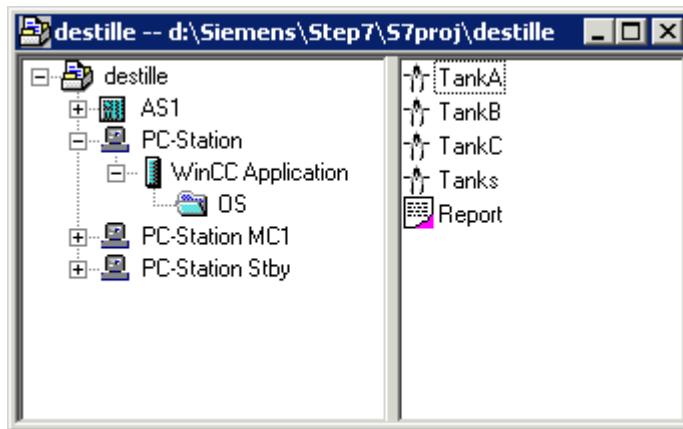 destille -- d:\Siemens\Step7\S7proj\destille
destille
AS1
PC-Station
WinCC Application
OS
PC-Station MC1
PC-Station Stby
TankA
TankB
TankC
Tanks
Report